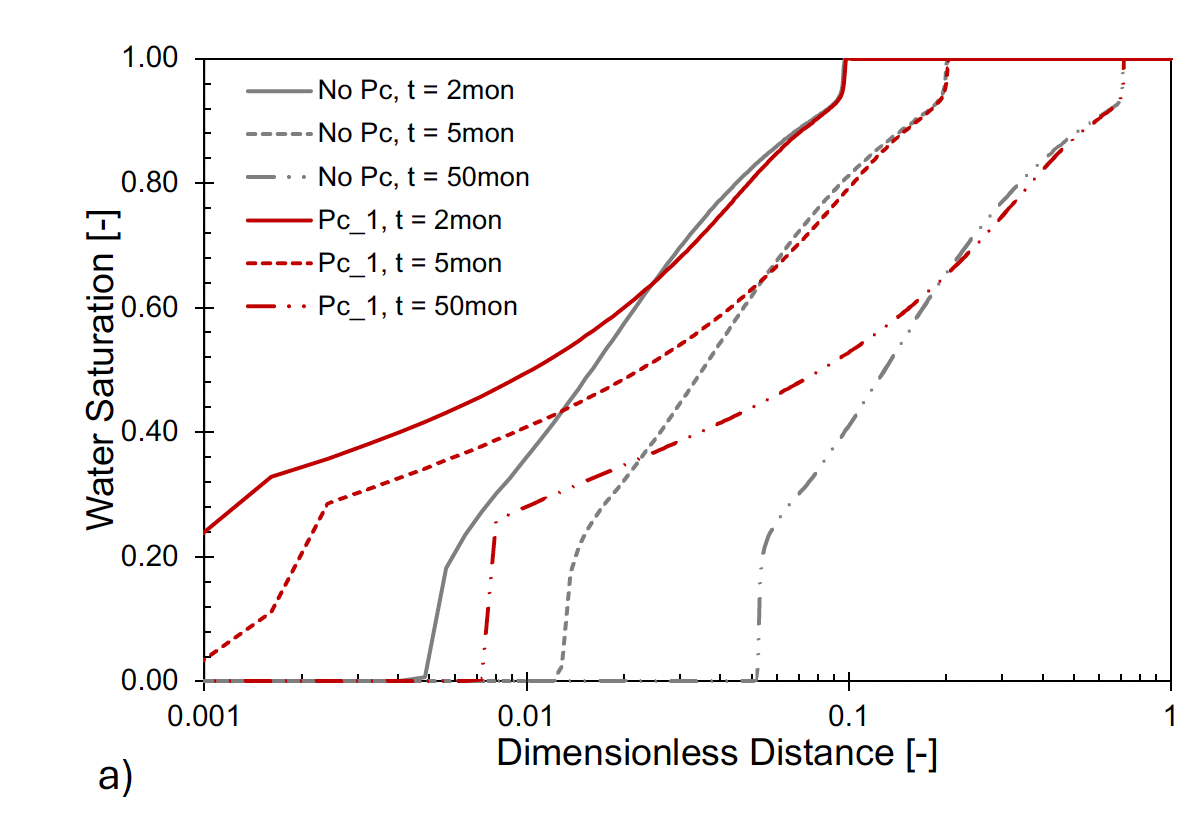 1.00
0.80
0.60
0.40
0.20
0.00
Water Saturation [-]
No Pc, t = 2mon
No Pc, t = 5mon
No Pc, t = 50mon
Pc_1, t = 2mon
Pc_1, t = 5mon
Pc_1, t = 50mon
0.001
0.01
0.1
1
Dimensionless Distance [-]
a)